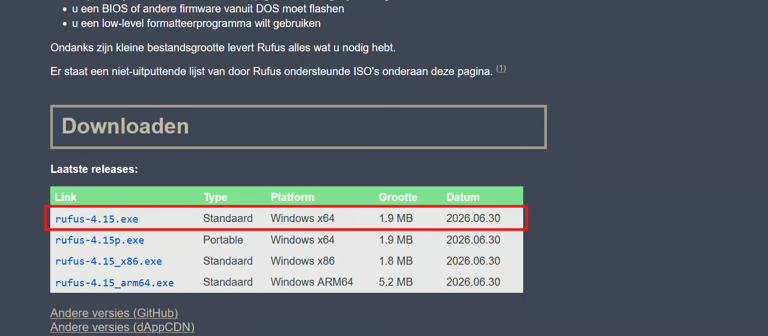 u een BIOS of andere firmware vanuit DOS moet flashen
u een low-level formatteerprogramma wilt gebruiken
Ondanks zijn kleine bestandsgrootte levert Rufus alles wat u nodig hebt.
Er staat een niet-uitputtende lijst van door Rufus ondersteunde ISO's onderaan deze pagina. (1)
Downloaden
Laatste releases:
Link Type Platform Grootte Datum
rufus-4.15.exe Standaard Windows x64 1.9 MB 2026.06.30
rufus-4.15p.exe Portable Windows x64 1.9 MB 2026.06.30
rufus-4.15_x86.exe Standaard Windows x86 1.8 MB 2026.06.30
rufus-4.15_arm64.exe Standaard Windows ARM64 5.2 MB 2026.06.30
Andere versies (GitHub)
Andere versies (dAppCDN)